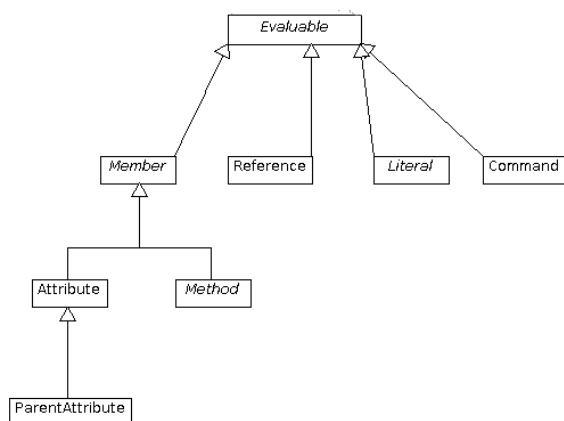 Evaluable
Member
Reference
Literal
Command
Attribute
Method
ParentAttribute